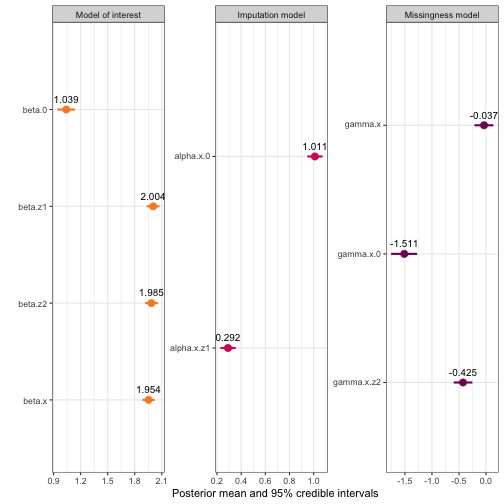 Model of interest
Imputation model
Missingness model
beta.0
beta.z1
beta.z2
beta.x
1.039
2.004
1.985
1.954
0.9 1.2 1.5 1.8 2.1
alpha.x.0
alpha.x.z1
1.011
0.292
0.2 0.4 0.6 0.8 1.0
gamma.x
gamma.x.0
gamma.x.z2
-0.037
-1.511
-0.425
-1.5 -1.0 -0.5 0.0
Posterior mean and 95% credible intervals